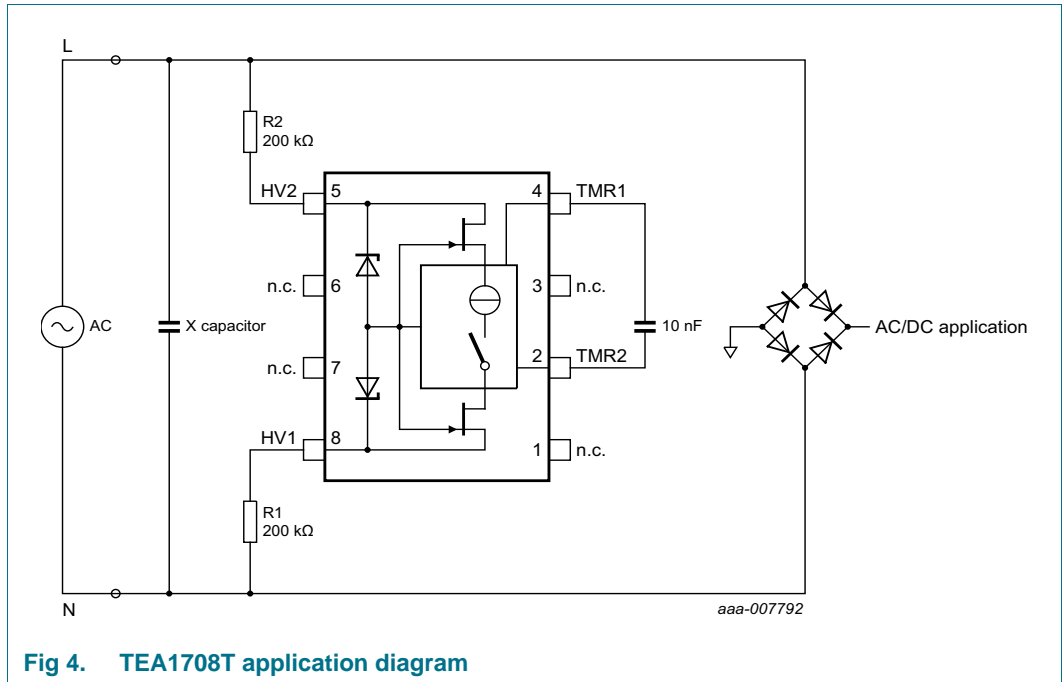 L
R2
200 kΩ
HV2
5
4
TMR1
n.c.
6
3
n.c.
AC
X capacitor
10 nF
AC/DC application
n.c.
7
2
TMR2
HV1
8
1
n.c.
R1
200 kΩ
N
aaa-007792
Fig 4. TEA1708T application diagram